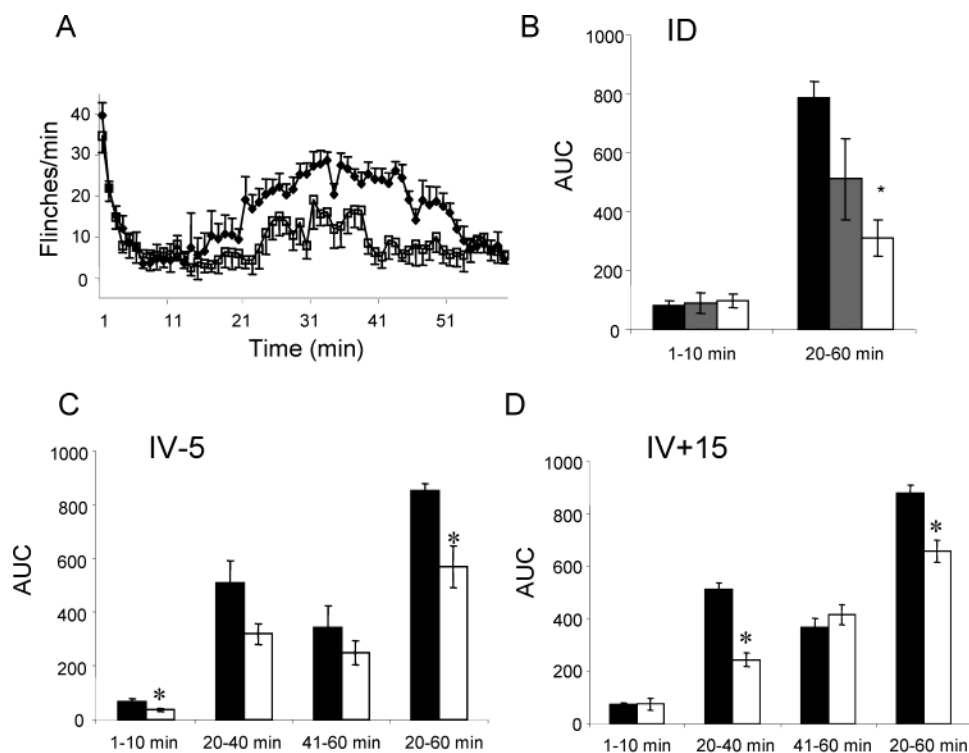 A
Flinches/min
40
30
20
10
0
1 11 21 31 41 51
Time (min)
B
ID
AUC
1000
800
600
400
200
0
*
1-10 min 20-60 min
C
IV-5
AUC
1000
800
600
400
200
0
* *
1-10 min 20-40 min 41-60 min 20-60 min
D
IV+15
AUC
1000
800
600
400
200
0
* *
1-10 min 20-40 min 41-60 min 20-60 min